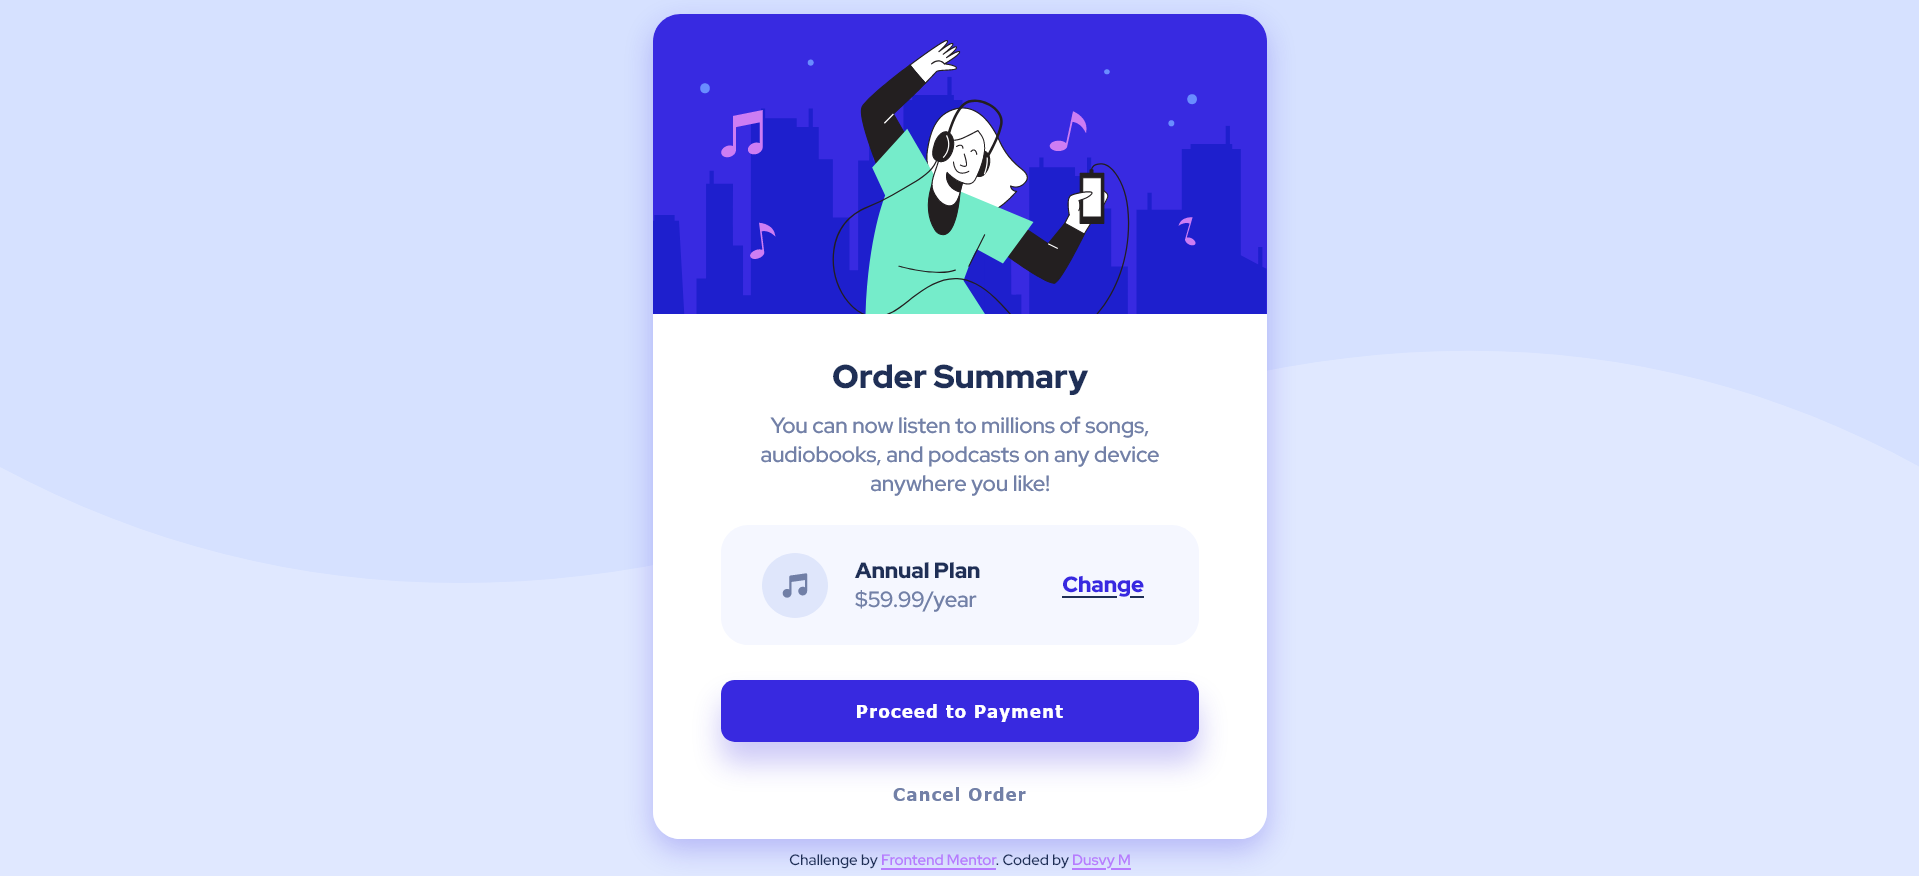 Order Summary
You can now listen to millions of songs,
audiobooks, and podcasts on any device
anywhere you like!
Annual Plan
$59.99/year
Change
Proceed to Payment
Cancel Order
Challenge by Frontend Mentor. Coded by Dusvy M